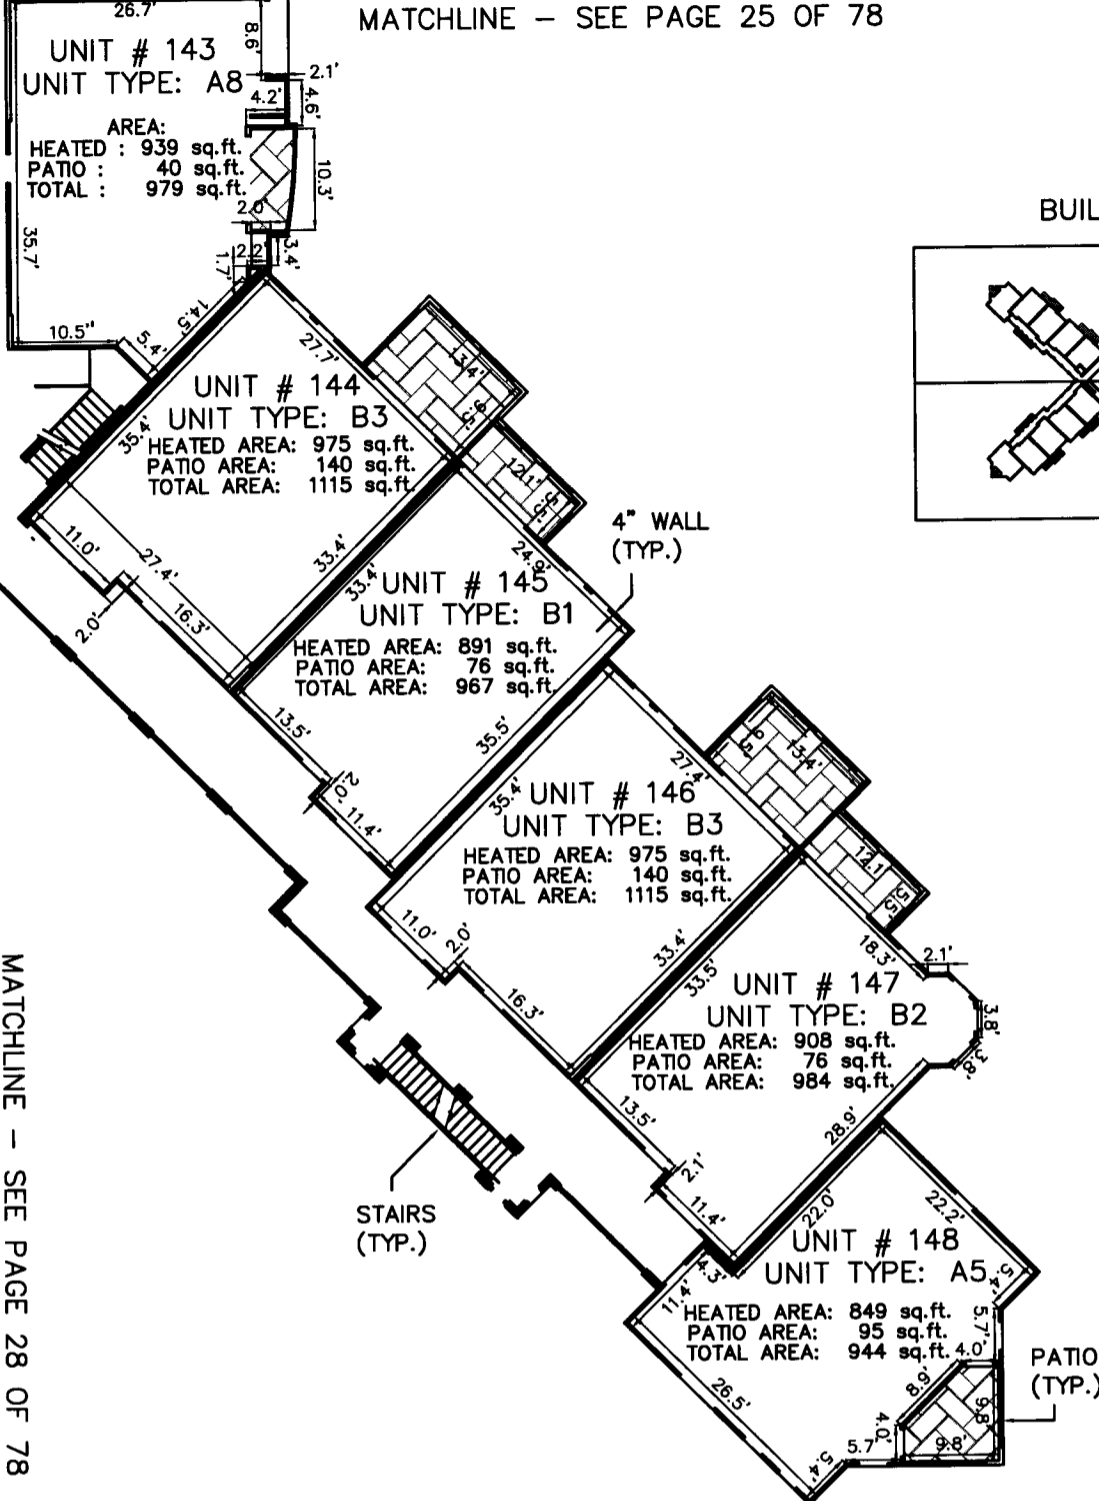 MATCHLINE - SEE PAGE 25 OF 78
26.7'
8.6'
UNIT # 143
UNIT TYPE: A8
2.1'
4.2'
4.6'
AREA:
HEATED : 939 sq.ft.
PATIO : 40 sq.ft.
TOTAL : 979 sq.ft.
10.3'
2.0'
35.7'
2.2'
3.4'
1.7'
14.5'
10.5"
5.4'
BUIL
27.7'
13.4'
UNIT # 144
UNIT TYPE: B3
HEATED AREA: 975 sq.ft.
PATIO AREA: 140 sq.ft.
TOTAL AREA: 1115 sq.ft.
35.4'
12.1'
5.5'
11.0'
27.4'
33.4'
2.0'
16.3'
4" WALL
(TYP.)
24.9'
33.4'
UNIT # 145
UNIT TYPE: B1
HEATED AREA: 891 sq.ft.
PATIO AREA: 76 sq.ft.
TOTAL AREA: 967 sq.ft.
13.5'
35.5'
2.0'
11.4'
9.5'
13.4'
27.4'
35.4'
UNIT # 146
UNIT TYPE: B3
HEATED AREA: 975 sq.ft.
PATIO AREA: 140 sq.ft.
TOTAL AREA: 1115 sq.ft.
5.5'
11.0'
2.0'
33.4'
16.3'
18.3'
2.1'
33.5'
UNIT # 147
UNIT TYPE: B2
HEATED AREA: 908 sq.ft.
PATIO AREA: 76 sq.ft.
TOTAL AREA: 984 sq.ft.
3.8'
3.8'
13.5'
28.9'
2.1'
11.4'
STAIRS
(TYP.)
22.0'
22.2'
UNIT # 148
UNIT TYPE: A5
HEATED AREA: 849 sq.ft.
PATIO AREA: 95 sq.ft.
TOTAL AREA: 944 sq.ft.
4.3'
11.4'
5.4'
5.7'
4.0'
8.9'
26.5'
4.0'
9.8'
9.8'
5.7'
5.4'
PATIO
(TYP.)
MATCHLINE - SEE PAGE 28 OF 78